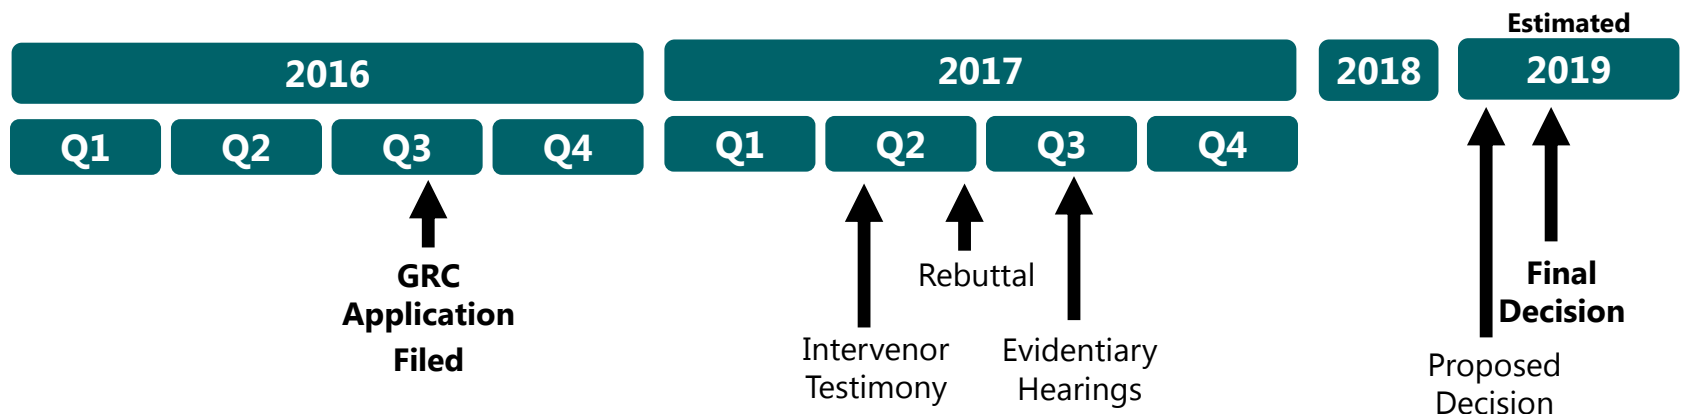 Estimated
2016
2017
2018
2019
Q1
Q2
Q3
Q4
Q1
Q2
Q3
Q4
GRC
Application
Filed
Intervenor
Testimony
Rebuttal
Evidentiary
Hearings
Proposed
Decision
Final
Decision